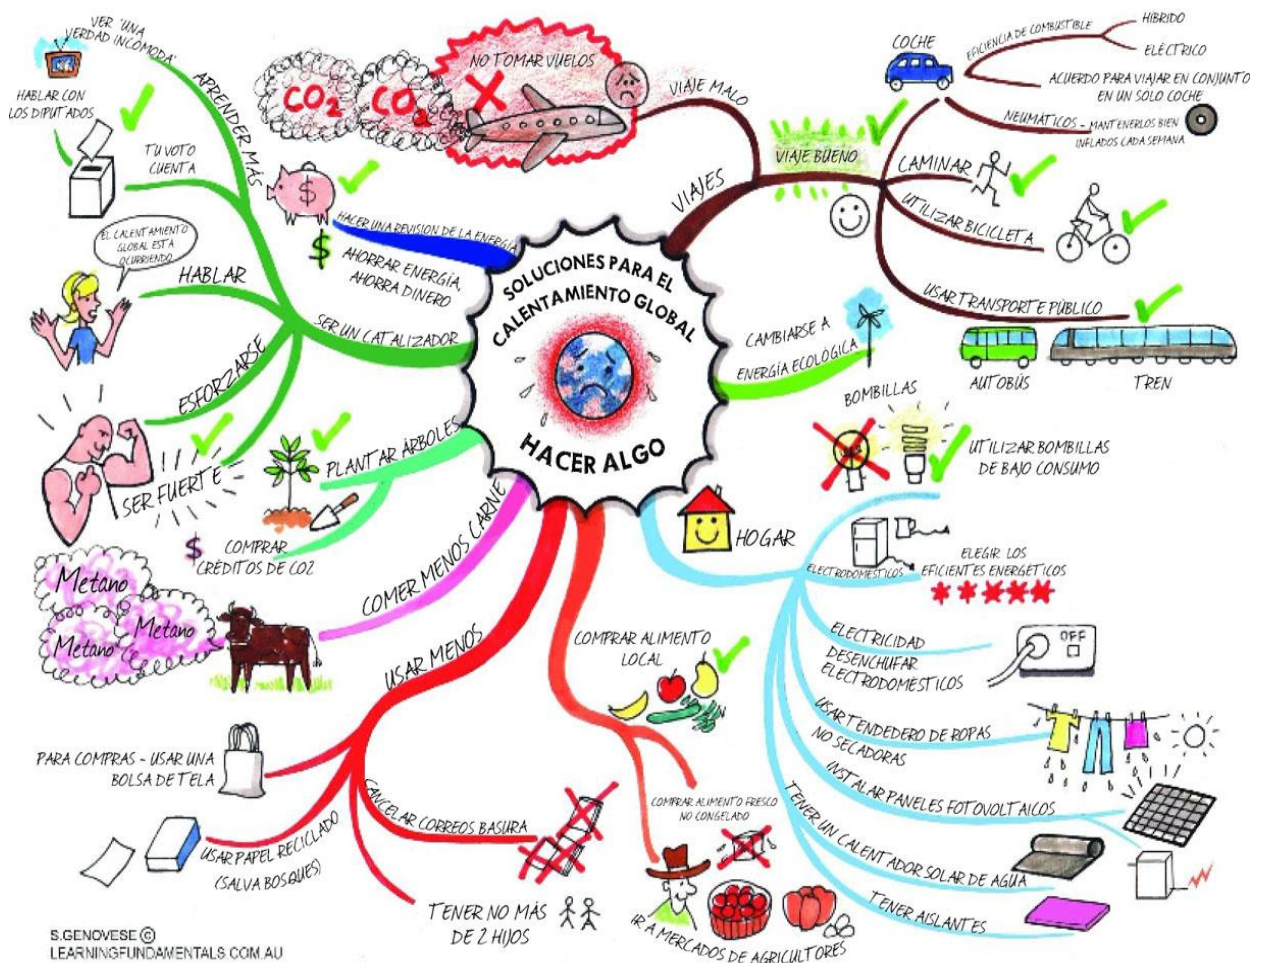 SOLUCIONES PARA EL
CALENTAMIENTO GLOBAL
HACER ALGO
VIAJES
VIAJE MALO
NO TOMAR VUELOS
CO2
CO2
VIAJE BUENO
COCHE
EFICIENCIA DE COMBUSTIBLE
HÍBRIDO
ELÉCTRICO
ACUERDO PARA VIAJAR EN CONJUNTO
EN UN SOLO COCHE
NEUMÁTICOS - MANTENERLOS BIEN
INFLADOS CADA SEMANA
CAMINAR
UTILIZAR BICICLETA
USAR TRANSPORTE PÚBLICO
AUTOBÚS
TREN
CAMBIARSE A
ENERGÍA ECOLÓGICA
HOGAR
BOMBILLAS
UTILIZAR BOMBILLAS
DE BAJO CONSUMO
ELECTRODOMÉSTICOS
ELEGIR LOS
EFICIENTES ENERGÉTICOS
ELECTRICIDAD
DESENCHUFAR
ELECTRODOMÉSTICOS
OFF
USAR TENDEDERO DE ROPAS
NO SECADORAS
INSTALAR PANELES FOTOVOLTAICOS
TENER UN CALENTADOR SOLAR DE AGUA
TENER AISLANTES
COMPRAR ALIMENTO
LOCAL
COMPRAR ALIMENTO FRESCO
NO CONGELADO
IR A MERCADOS DE AGRICULTORES
USAR MENOS
PARA COMPRAS - USAR UNA
BOLSA DE TELA
USAR PAPEL RECICLADO
(SALVA BOSQUES)
CANCELAR CORREOS BASURA
TENER NO MÁS
DE 2 HIJOS
COMER MENOS CARNE
Metano
Metano
Metano
PLANTAR ÁRBOLES
$ COMPRAR
CRÉDITOS DE CO2
SER UN CATALIZADOR
APRENDER MÁS
VER 'UNA
VERDAD INCÓMODA'
TU VOTO
CUENTA
HABLAR CON
LOS DIPUTADOS
HABLAR
EL CALENTAMIENTO
GLOBAL ESTÁ
OCURRIENDO
ESFORZARSE
SER FUERTE
HACER UNA REVISION DE LA ENERGÍA
$
$
AHORRAR ENERGÍA,
AHORRA DINERO
S.GENOVESE ©
LEARNINGFUNDAMENTALS.COM.AU